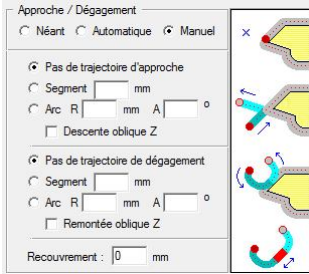 Approche / Dégagement
Néant Automatique Manuel
Pas de trajectoire d'approche
Segment mm
Arc R mm A °
Descente oblique Z
Pas de trajectoire de dégagement
Segment mm
Arc R mm A °
Remontée oblique Z
Recouvrement : 0 mm